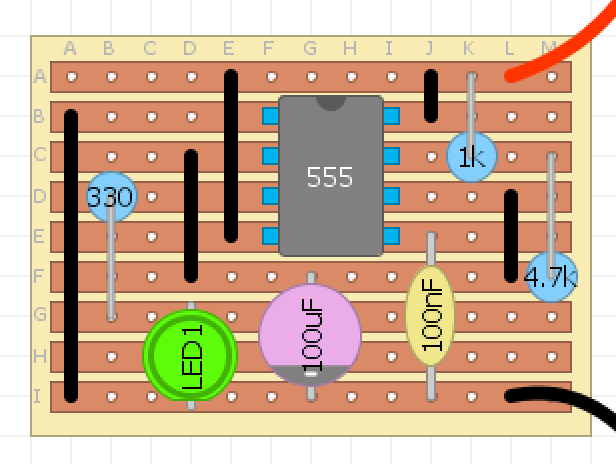 A B C D E F G H I J K L M
A
B
C 1k
555
D 330
E
F 4.7k
G
100uF 100nF
LED1
H
I